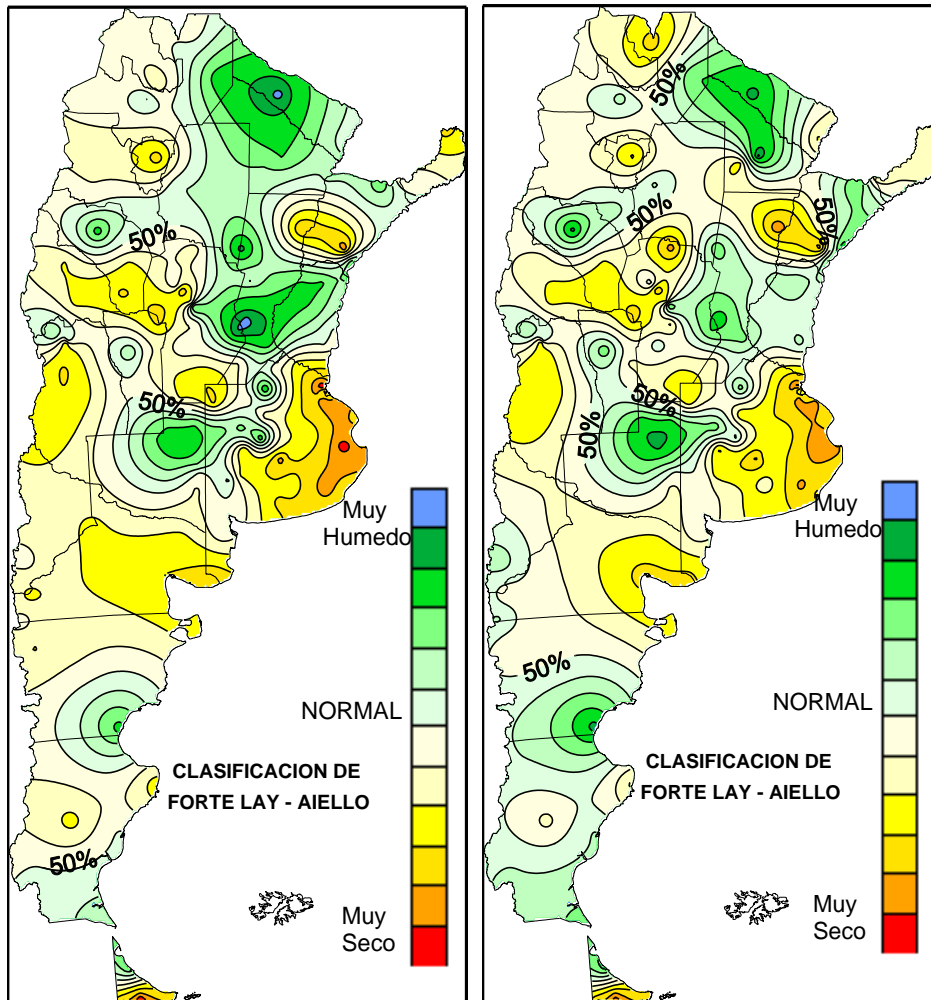 50%
50%
50%
Muy
Humedo
NORMAL
CLASIFICACION DE
FORTE LAY - AIELLO
Muy
Seco
50%
50%
50%
50%
50%
50%
Muy
Humedo
50%
NORMAL
CLASIFICACION DE
FORTE LAY - AIELLO
Muy
Seco